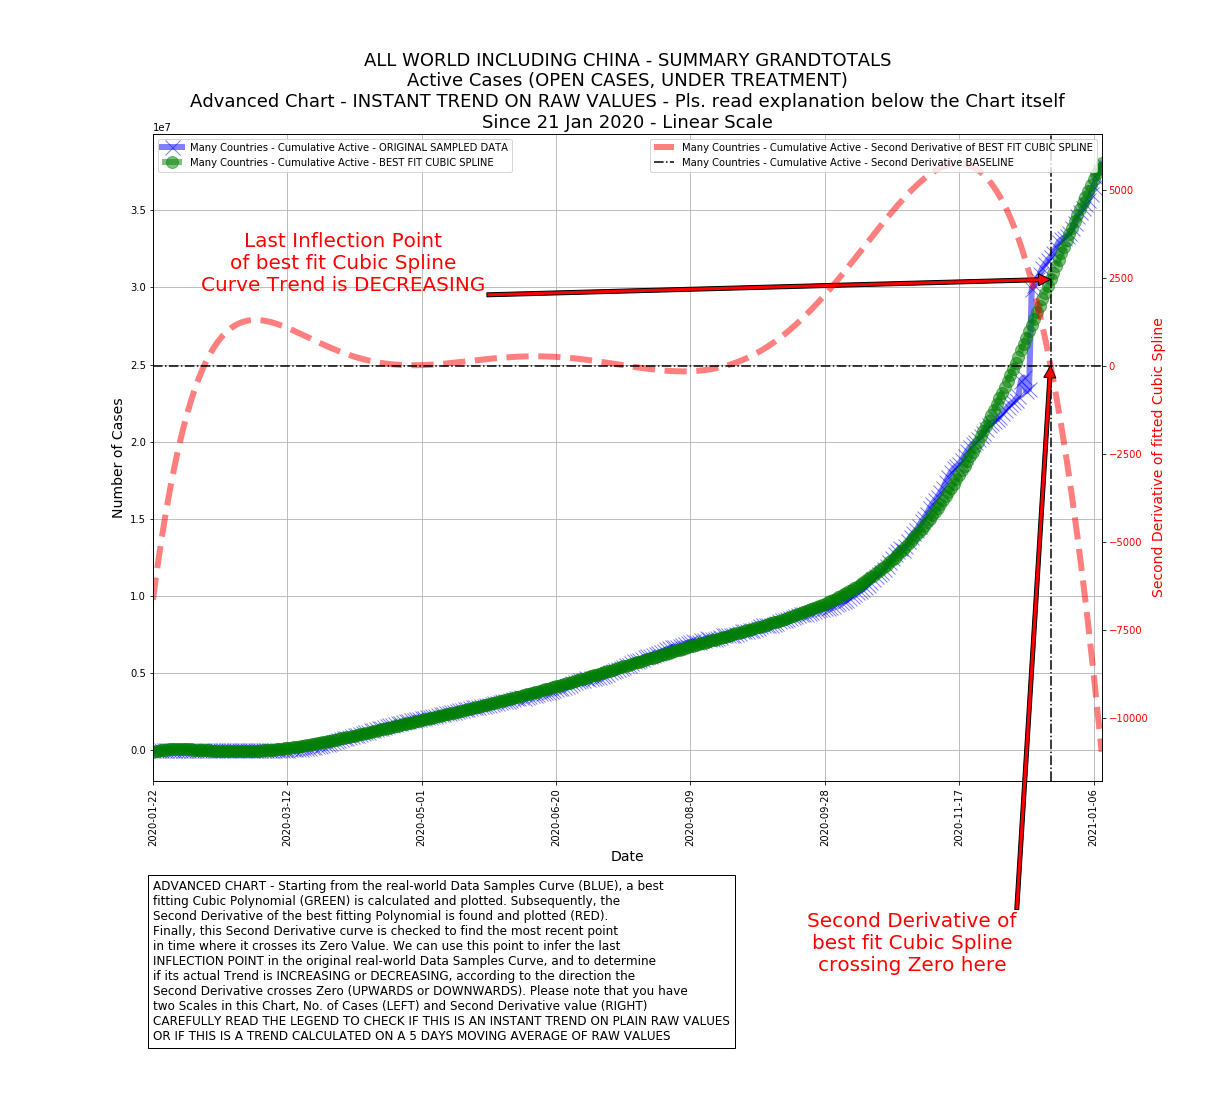 ALL WORLD INCLUDING CHINA - SUMMARY GRANDTOTALS
Active Cases (OPEN CASES, UNDER TREATMENT)
Advanced Chart - INSTANT TREND ON RAW VALUES - Pls. read explanation below the Chart itself
Since 21 Jan 2020 - Linear Scale
1e7
Many Countries - Cumulative Active - ORIGINAL SAMPLED DATA
Many Countries - Cumulative Active - BEST FIT CUBIC SPLINE
Many Countries - Cumulative Active - Second Derivative of BEST FIT CUBIC SPLINE
Many Countries - Cumulative Active - Second Derivative BASELINE
Last Inflection Point
of best fit Cubic Spline
Curve Trend is DECREASING
3.5
3.0
2.5
2.0
1.5
1.0
0.5
0.0
Number of Cases
5000
2500
0
−2500
−5000
−7500
−10000
Second Derivative of fitted Cubic Spline
2020-01-22
2020-03-12
2020-05-01
2020-06-20
2020-08-09
2020-09-28
2020-11-17
2021-01-06
Date
Second Derivative of
best fit Cubic Spline
crossing Zero here
ADVANCED CHART - Starting from the real-world Data Samples Curve (BLUE), a best
fitting Cubic Polynomial (GREEN) is calculated and plotted. Subsequently, the
Second Derivative of the best fitting Polynomial is found and plotted (RED).
Finally, this Second Derivative curve is checked to find the most recent point
in time where it crosses its Zero Value. We can use this point to infer the last
INFLECTION POINT in the original real-world Data Samples Curve, and to determine
if its actual Trend is INCREASING or DECREASING, according to the direction the
Second Derivative crosses Zero (UPWARDS or DOWNWARDS). Please note that you have
two Scales in this Chart, No. of Cases (LEFT) and Second Derivative value (RIGHT)
CAREFULLY READ THE LEGEND TO CHECK IF THIS IS AN INSTANT TREND ON PLAIN RAW VALUES
OR IF THIS IS A TREND CALCULATED ON A 5 DAYS MOVING AVERAGE OF RAW VALUES